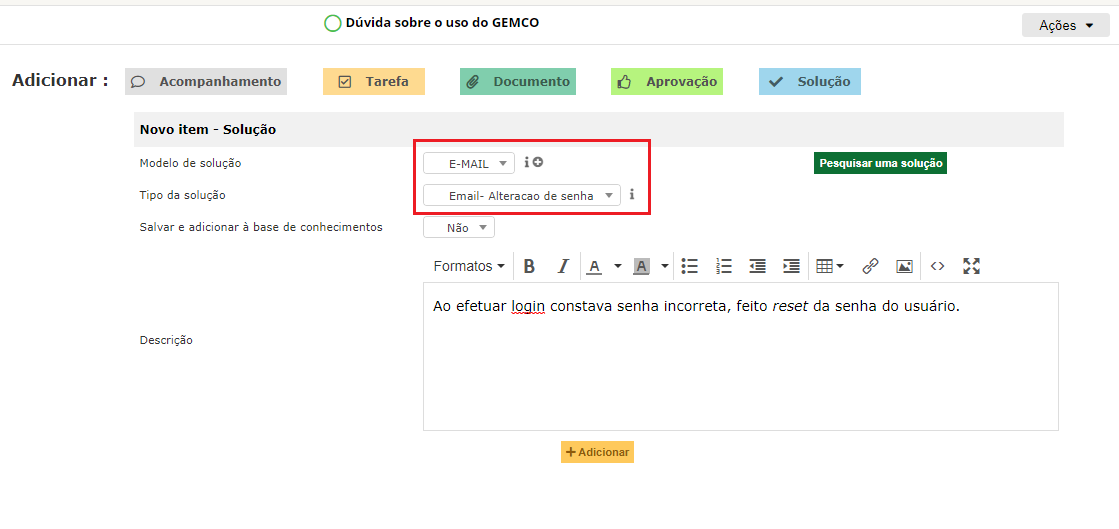 Dúvida sobre o uso do GEMCO
Ações
Adicionar : Acompanhamento Tarefa Documento Aprovação Solução
Novo item - Solução
Modelo de solução E-MAIL Pesquisar uma solução
Tipo da solução Email- Alteracao de senha
Salvar e adicionar à base de conhecimentos Não
Formatos B I A A
Ao efetuar login constava senha incorreta, feito reset da senha do usuário.
Descrição
Adicionar